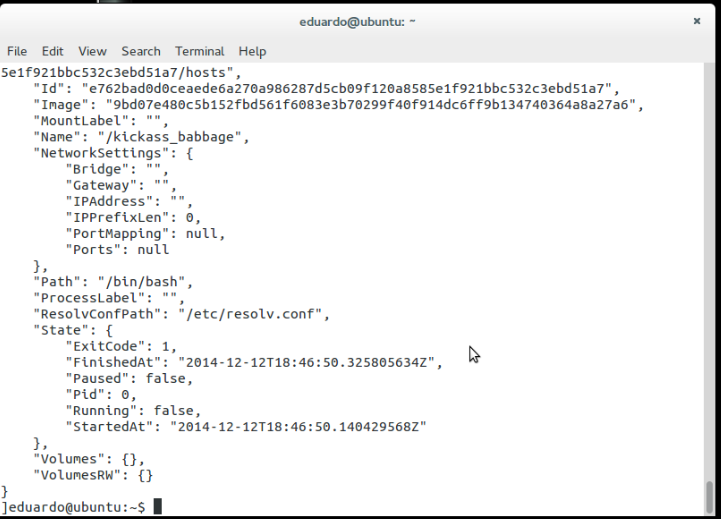 eduardo@ubuntu: ~
×
File Edit View Search Terminal Help
5e1f921bbc532c3ebd51a7/hosts",
    "Id": "e762bad0d0ceaede6a270a986287d5cb09f120a8585e1f921bbc532c3ebd51a7",
    "Image": "9bd07e480c5b152fbd561f6083e3b70299f40f914dc6ff9b134740364a8a27a6",
    "MountLabel": "",
    "Name": "/kickass_babbage",
    "NetworkSettings": {
        "Bridge": "",
        "Gateway": "",
        "IPAddress": "",
        "IPPrefixLen": 0,
        "PortMapping": null,
        "Ports": null
    },
    "Path": "/bin/bash",
    "ProcessLabel": "",
    "ResolvConfPath": "/etc/resolv.conf",
    "State": {
        "ExitCode": 1,
        "FinishedAt": "2014-12-12T18:46:50.325805634Z",
        "Paused": false,
        "Pid": 0,
        "Running": false,
        "StartedAt": "2014-12-12T18:46:50.140429568Z"
    },
    "Volumes": {},
    "VolumesRW": {}
}
]eduardo@ubuntu:~$